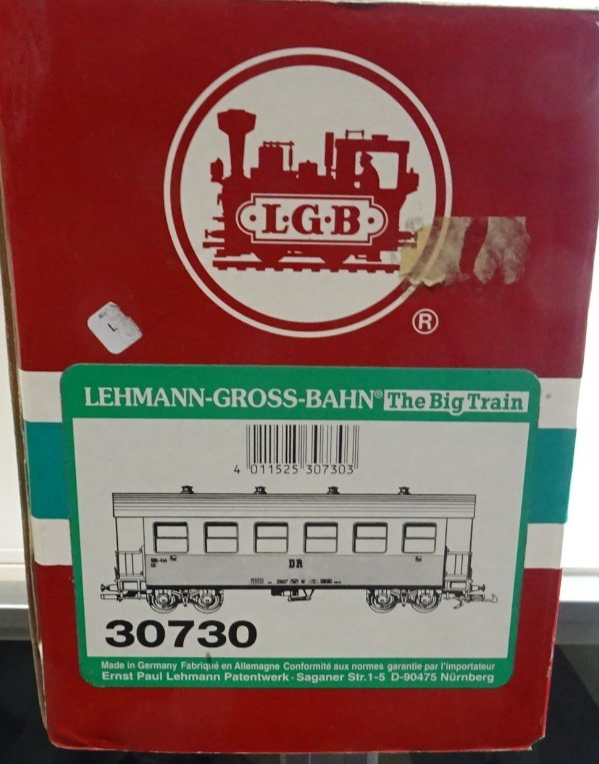 L·G·B
®
L
LEHMANN-GROSS-BAHN® The Big Train
4 011525 307303
DR
30730
Made in Germany Fabriqué en Allemagne Conformité aux normes garantie par l'importateur
Ernst Paul Lehmann Patentwerk · Saganer Str. 1-5 D-90475 Nürnberg